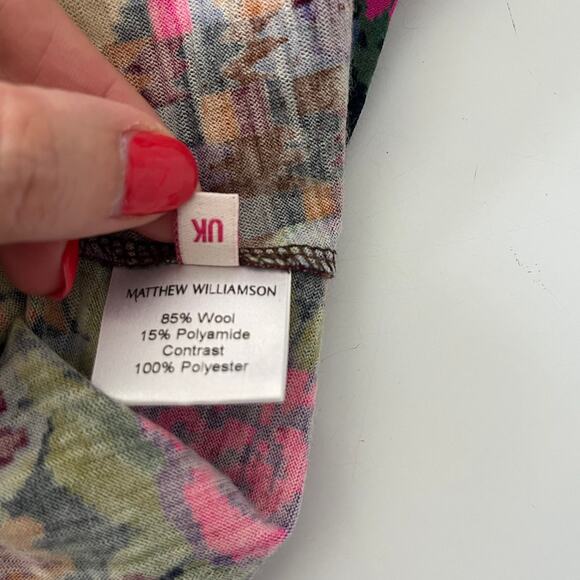 UK
MATTHEW WILLIAMSON
85% Wool
15% Polyamide
Contrast
100% Polyester